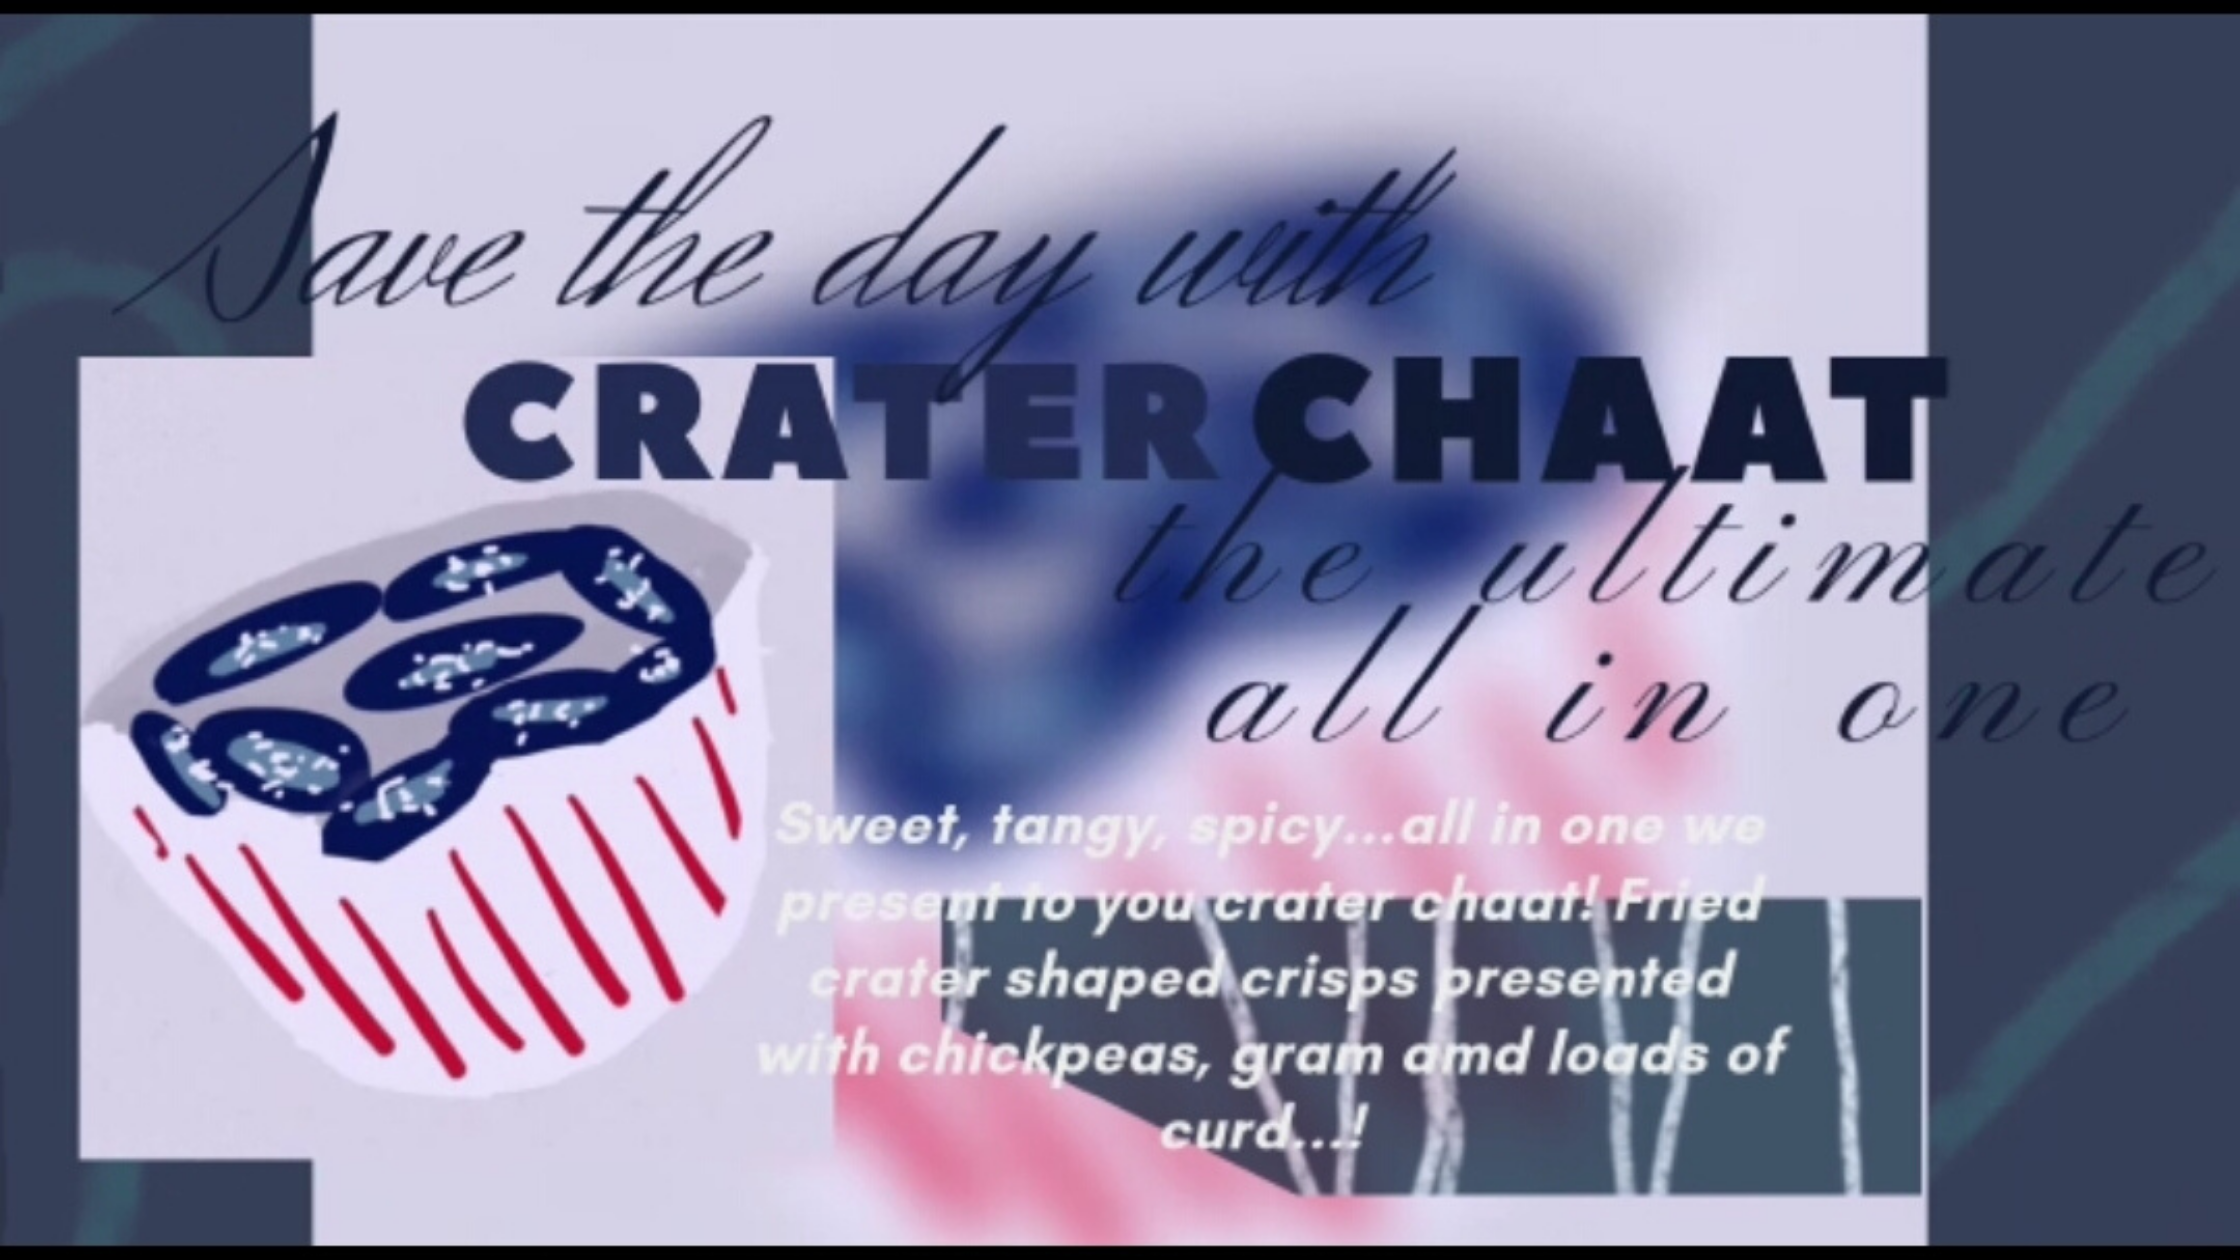 Save the day with
CRATER CHAAT
the ultimate
all in one
Sweet, tangy, spicy...all in one we
present to you crater chaat! Fried
crater shaped crisps presented
with chickpeas, gram amd loads of
curd...!